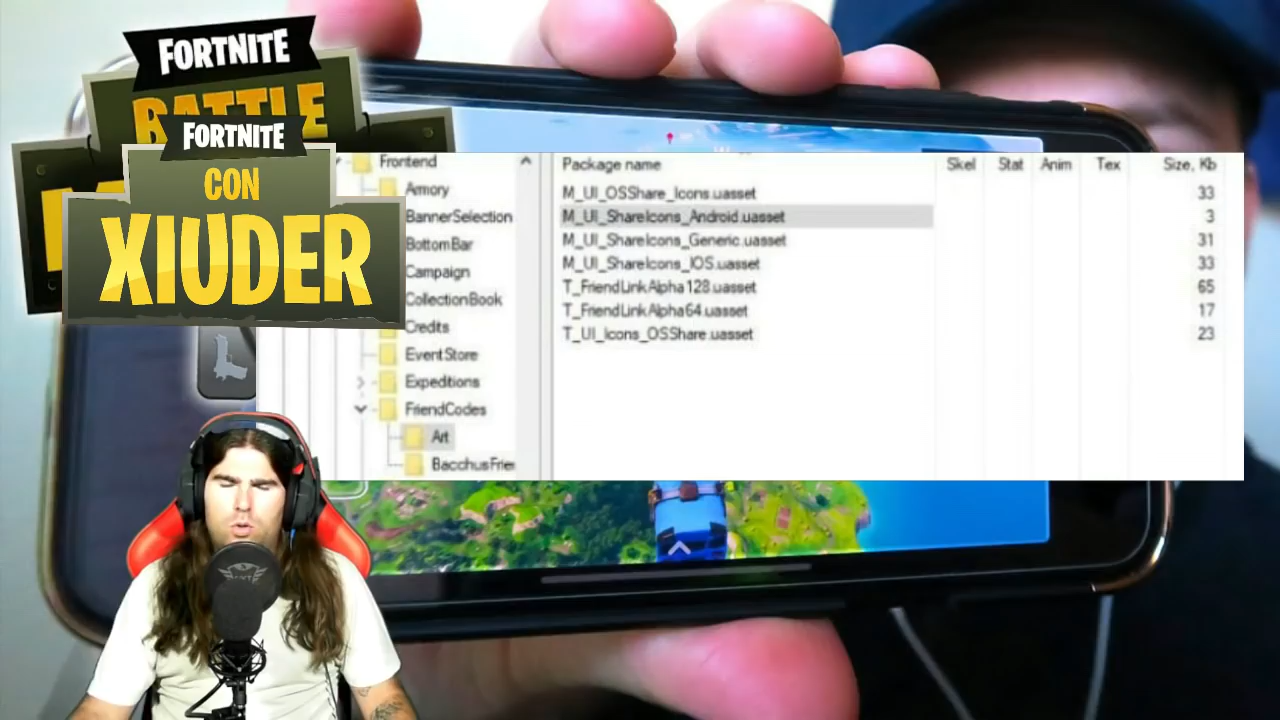 FORTNITE
BATTLE
FORTNITE
CON
XIUDER
Frontend
Armory
BannerSelection
BottomBar
Campaign
CollectionBook
Credits
EventStore
Expeditions
FriendCodes
Art
BacchusFrie
Package name Skel Stat Anim Tex Size, Kb
M_UI_OSShare_Icons.uasset 33
M_UI_ShareIcons_Android.uasset 3
M_UI_ShareIcons_Generic.uasset 31
M_UI_ShareIcons_IOS.uasset 33
T_FriendLinkAlpha128.uasset 65
T_FriendLinkAlpha64.uasset 17
T_UI_Icons_OSShare.uasset 23